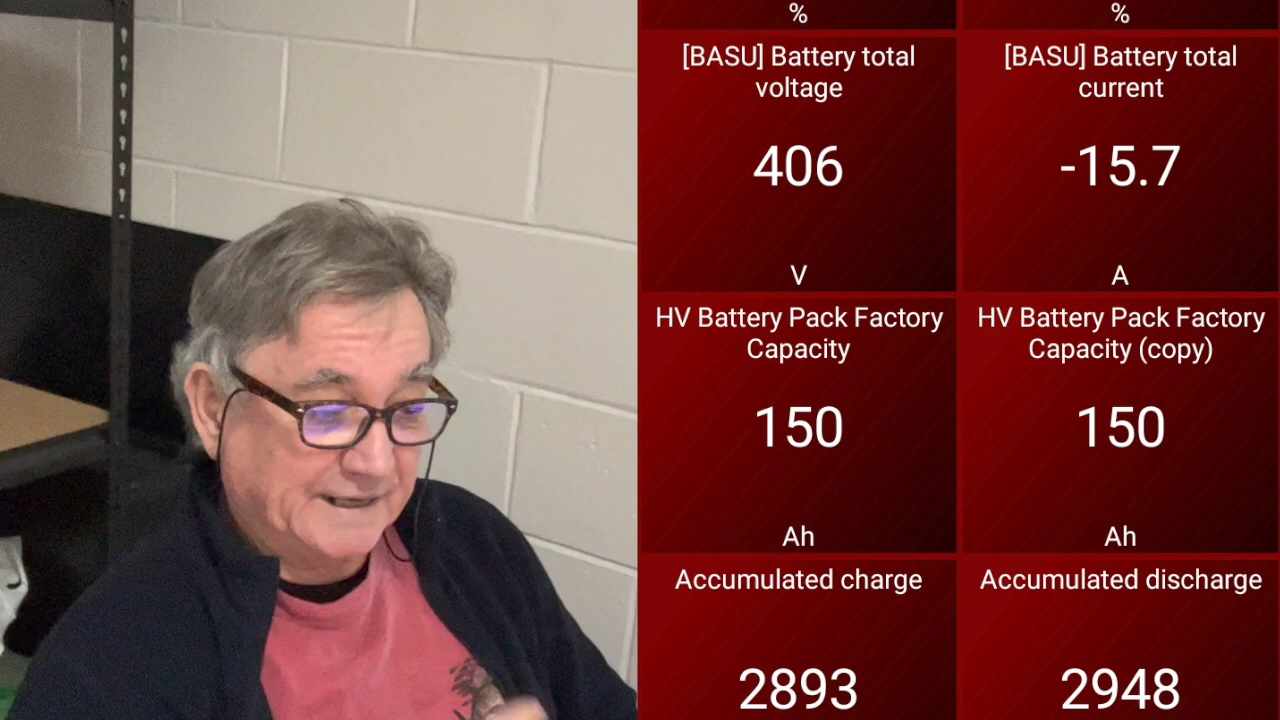 %
%
[BASU] Battery total
voltage
406
V
[BASU] Battery total
current
-15.7
A
HV Battery Pack Factory
Capacity
150
Ah
HV Battery Pack Factory
Capacity (copy)
150
Ah
Accumulated charge
2893
Accumulated discharge
2948